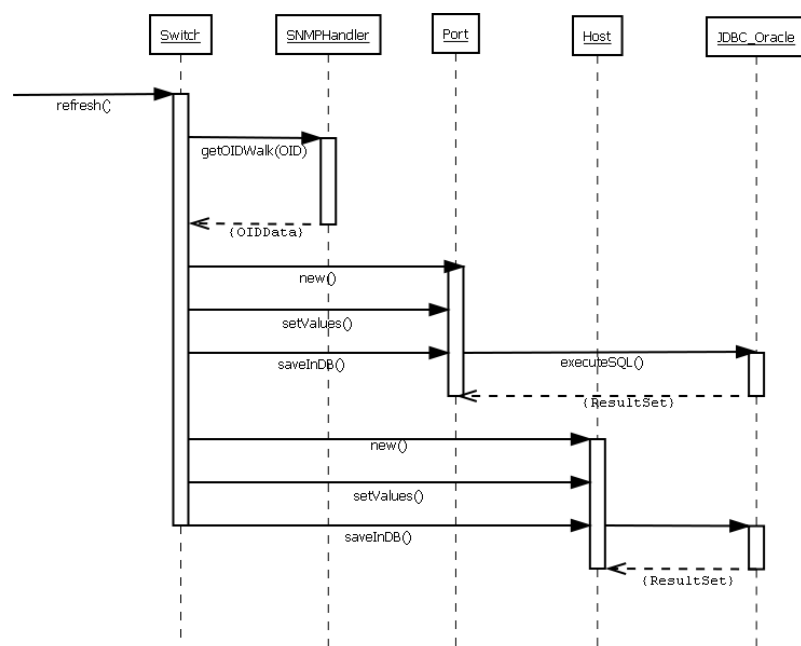 Switch
SNMPHandler
Port
Host
JDBC_Oracle
refresh()
getOIDWalk(OID)
{OIDData}
new()
setValues()
saveInDB()
executeSQL()
{ResultSet}
new()
setValues()
saveInDB()
{ResultSet}